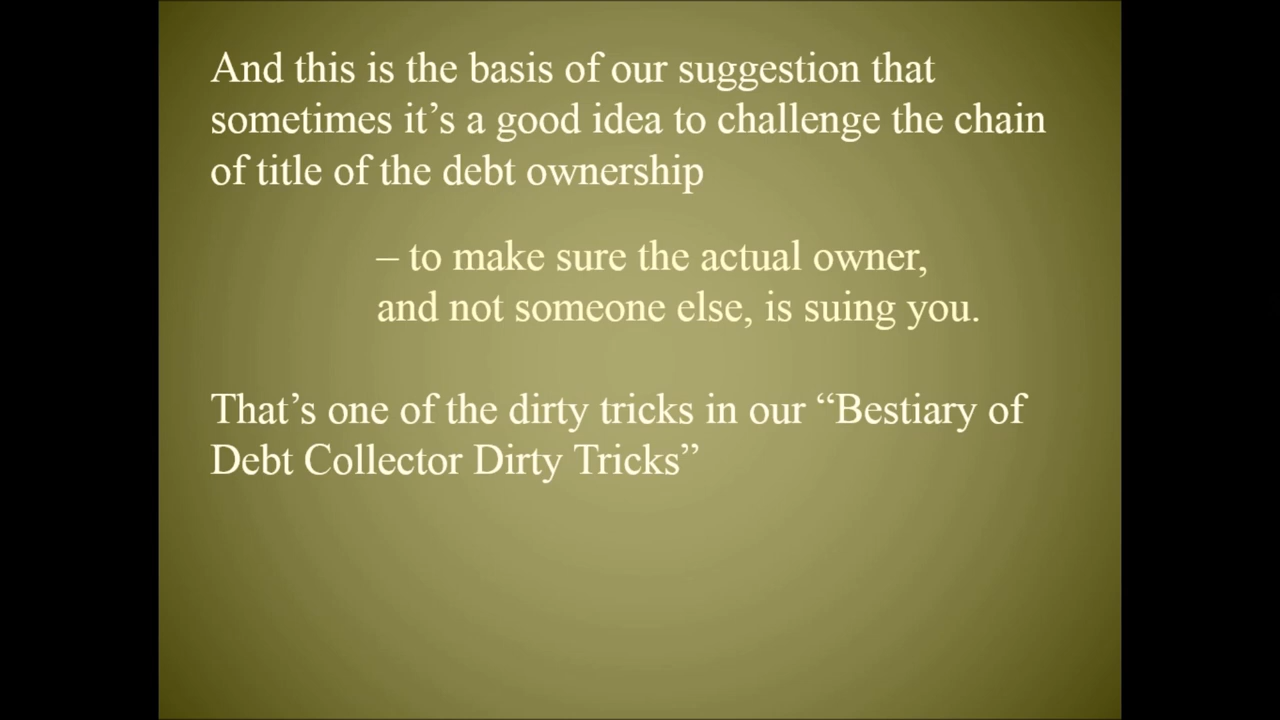 And this is the basis of our suggestion that
sometimes it’s a good idea to challenge the chain
of title of the debt ownership
– to make sure the actual owner,
and not someone else, is suing you.
That’s one of the dirty tricks in our “Bestiary of
Debt Collector Dirty Tricks”